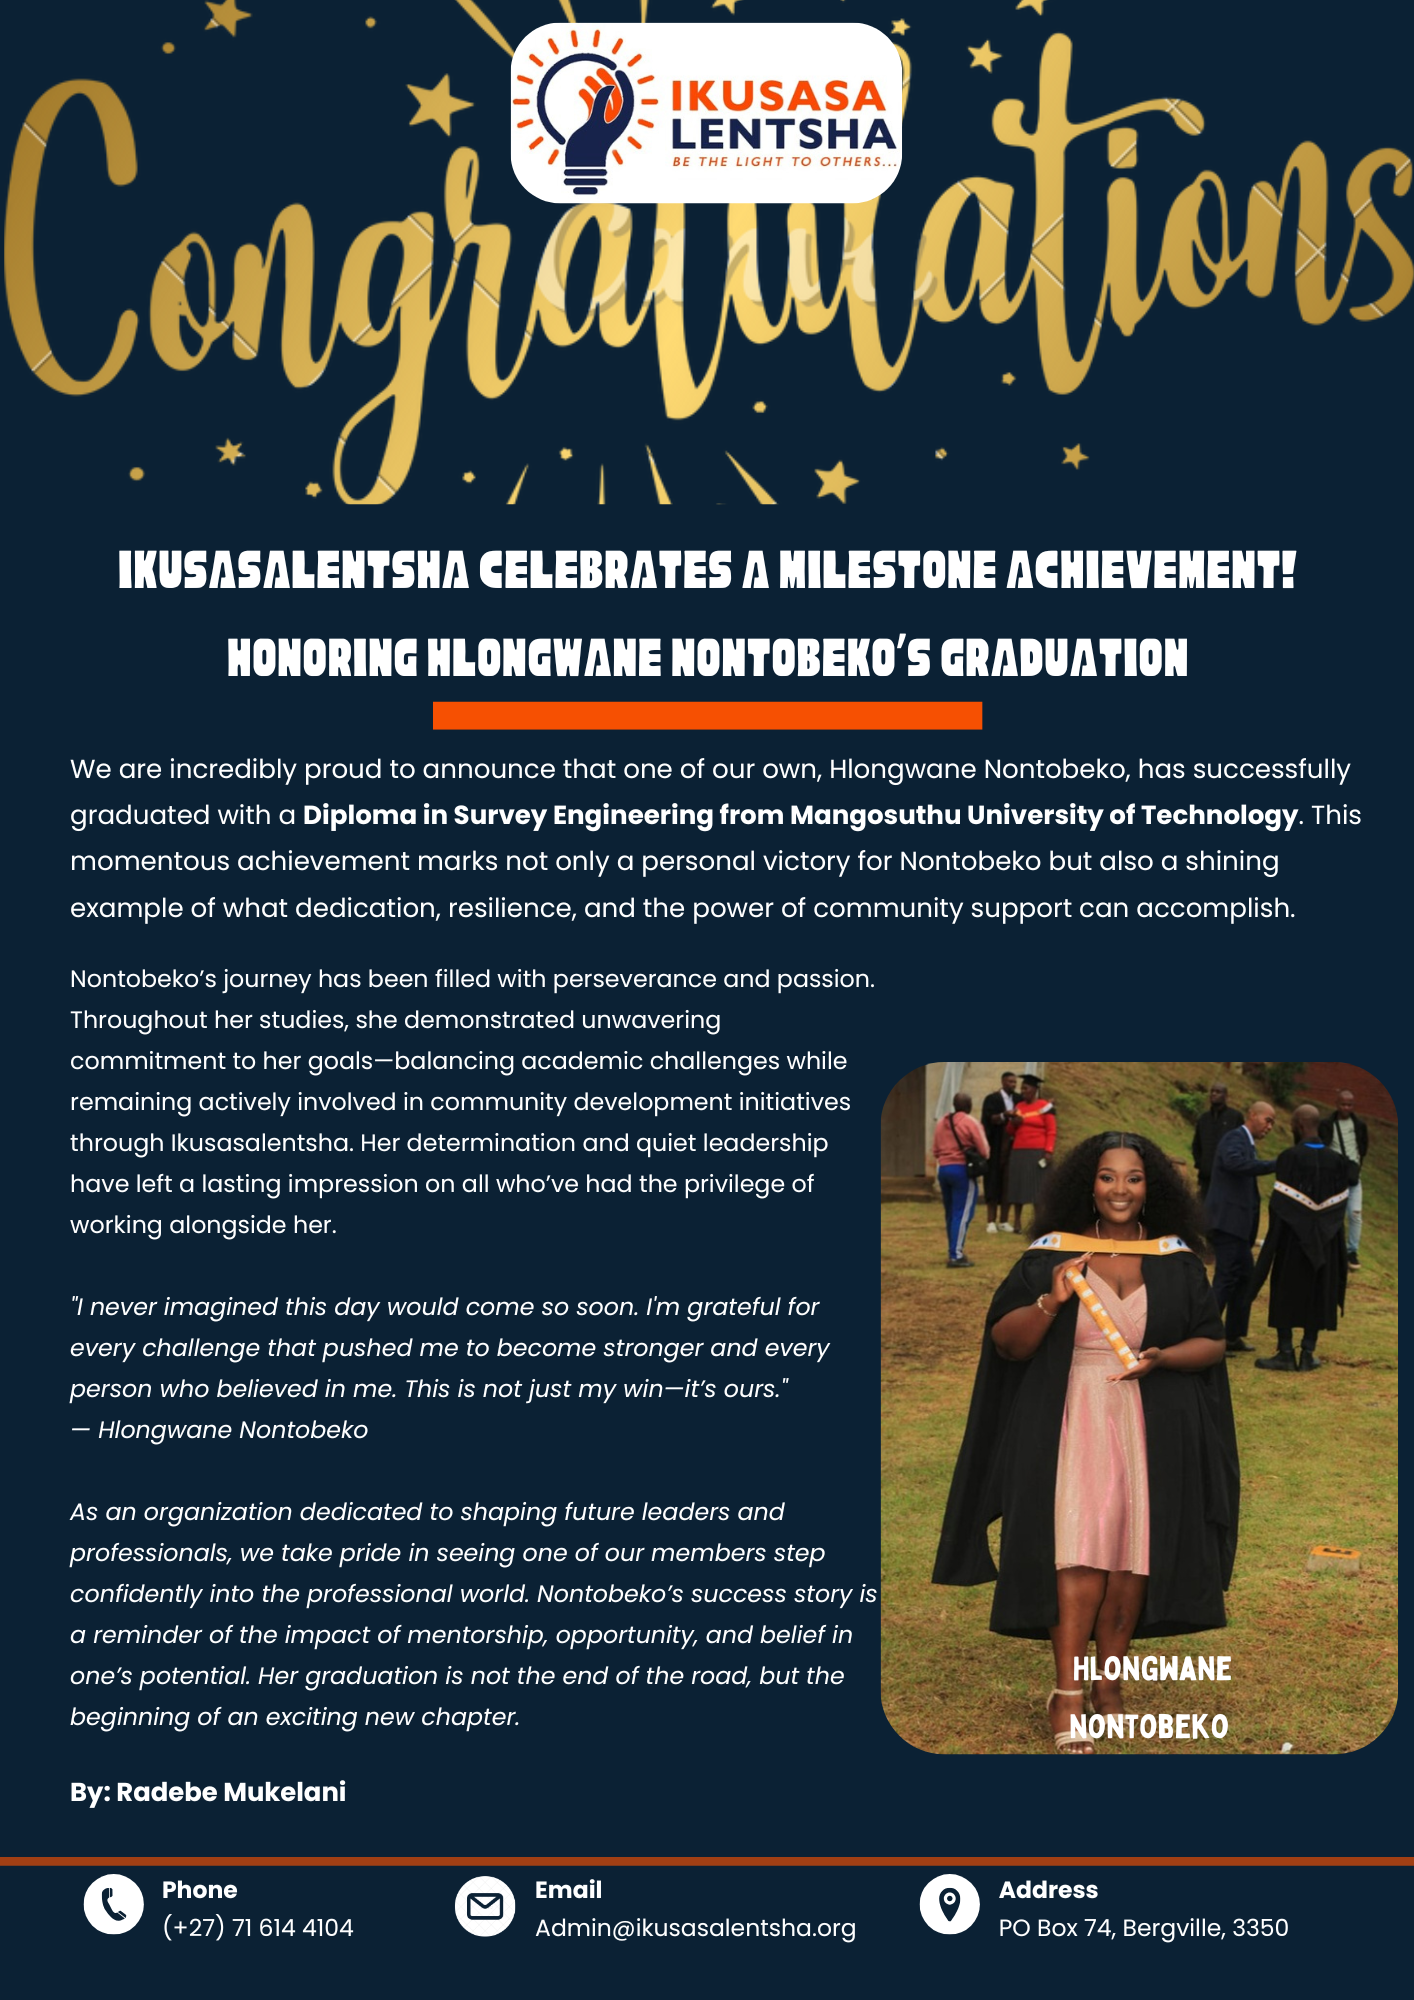 Congratulations
IKUSASA
LENTSHA
BE THE LIGHT TO OTHERS...
Canva
IKUSASALENTSHA CELEBRATES A MILESTONE ACHIEVEMENT!
HONORING HLONGWANE NONTOBEKO’S GRADUATION
We are incredibly proud to announce that one of our own, Hlongwane Nontobeko, has successfully
graduated with a Diploma in Survey Engineering from Mangosuthu University of Technology. This
momentous achievement marks not only a personal victory for Nontobeko but also a shining
example of what dedication, resilience, and the power of community support can accomplish.
Nontobeko’s journey has been filled with perseverance and passion.
Throughout her studies, she demonstrated unwavering
commitment to her goals—balancing academic challenges while
remaining actively involved in community development initiatives
through Ikusasalentsha. Her determination and quiet leadership
have left a lasting impression on all who’ve had the privilege of
working alongside her.
"I never imagined this day would come so soon. I'm grateful for
every challenge that pushed me to become stronger and every
person who believed in me. This is not just my win—it’s ours."
— Hlongwane Nontobeko
As an organization dedicated to shaping future leaders and
professionals, we take pride in seeing one of our members step
confidently into the professional world. Nontobeko’s success story is
a reminder of the impact of mentorship, opportunity, and belief in
one’s potential. Her graduation is not the end of the road, but the
beginning of an exciting new chapter.
HLONGWANE
NONTOBEKO
By: Radebe Mukelani
Phone
(+27) 71 614 4104
Email
Admin@ikusasalentsha.org
Address
PO Box 74, Bergville, 3350